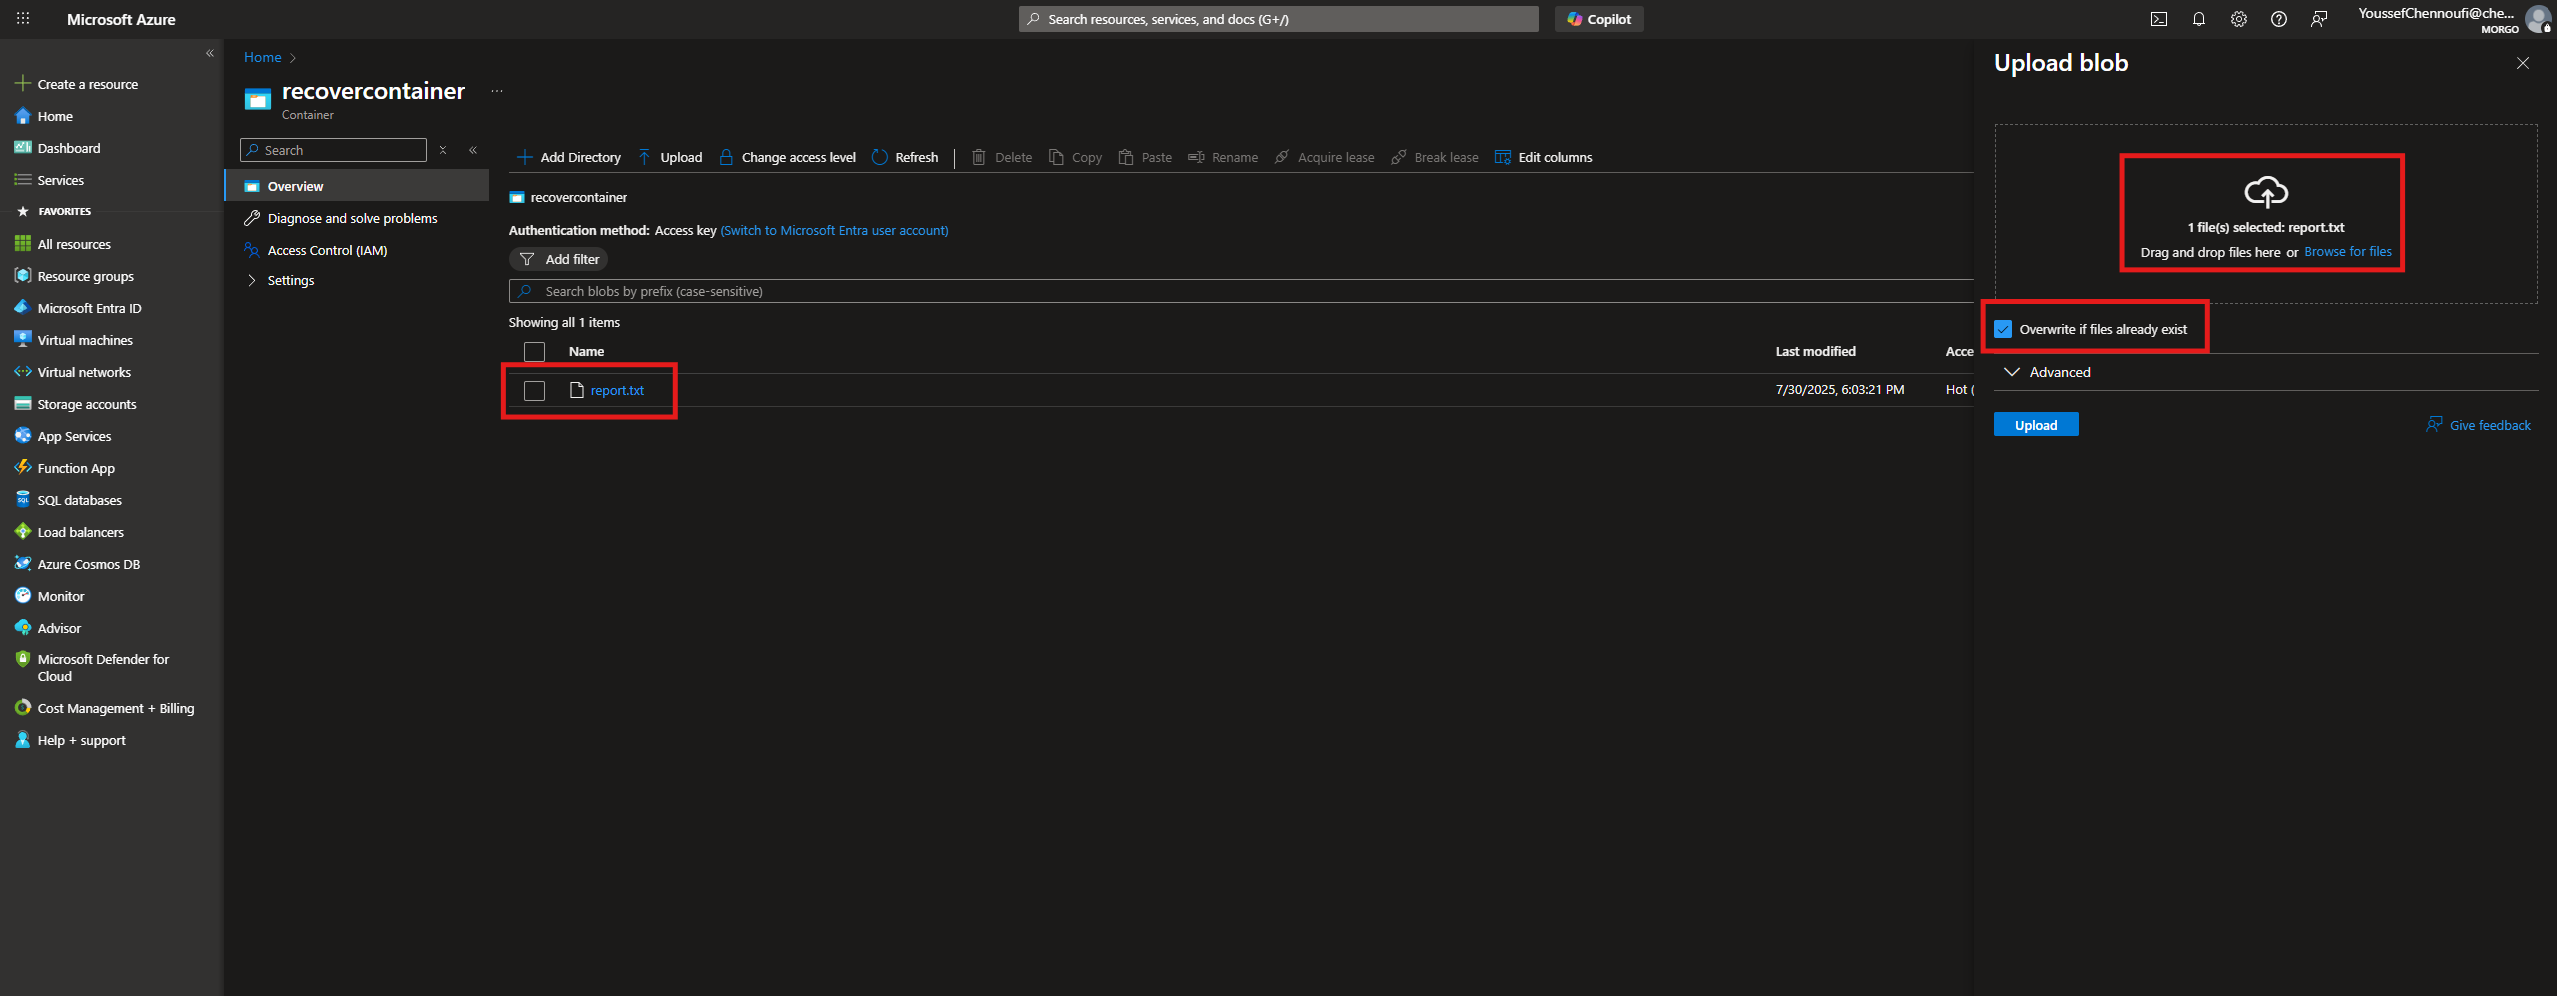 Microsoft Azure
Search resources, services, and docs (G+/)
Copilot
YoussefChennoufi@che...
MORGO
Create a resource
Home
Dashboard
Services
FAVORITES
All resources
Resource groups
Microsoft Entra ID
Virtual machines
Virtual networks
Storage accounts
App Services
Function App
SQL databases
Load balancers
Azure Cosmos DB
Monitor
Advisor
Microsoft Defender for
Cloud
Cost Management + Billing
Help + support
Home
recovercontainer ...
Container
Search
Overview
Diagnose and solve problems
Access Control (IAM)
Settings
Add Directory Upload Change access level Refresh Delete Copy Paste Rename Acquire lease Break lease Edit columns
recovercontainer
Authentication method: Access key (Switch to Microsoft Entra user account)
Add filter
Search blobs by prefix (case-sensitive)
Showing all 1 items
Name Last modified Acce
report.txt 7/30/2025, 6:03:21 PM Hot (
Upload blob
1 file(s) selected: report.txt
Drag and drop files here or Browse for files
Overwrite if files already exist
Advanced
Upload
Give feedback